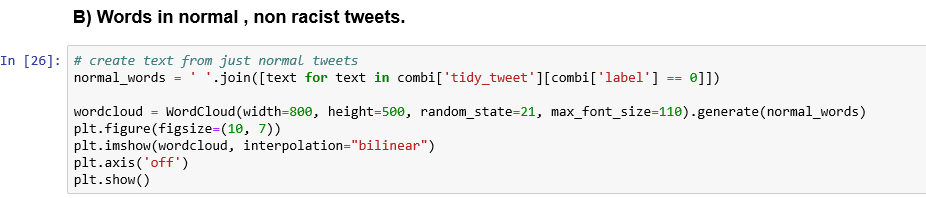 B) Words in normal , non racist tweets.
In [26]: # create text from just normal tweets
normal_words = ' '.join([text for text in combi['tidy_tweet'][combi['label'] == 0]])
wordcloud = WordCloud(width=800, height=500, random_state=21, max_font_size=110).generate(normal_words)
plt.figure(figsize=(10, 7))
plt.imshow(wordcloud, interpolation="bilinear")
plt.axis('off')
plt.show()